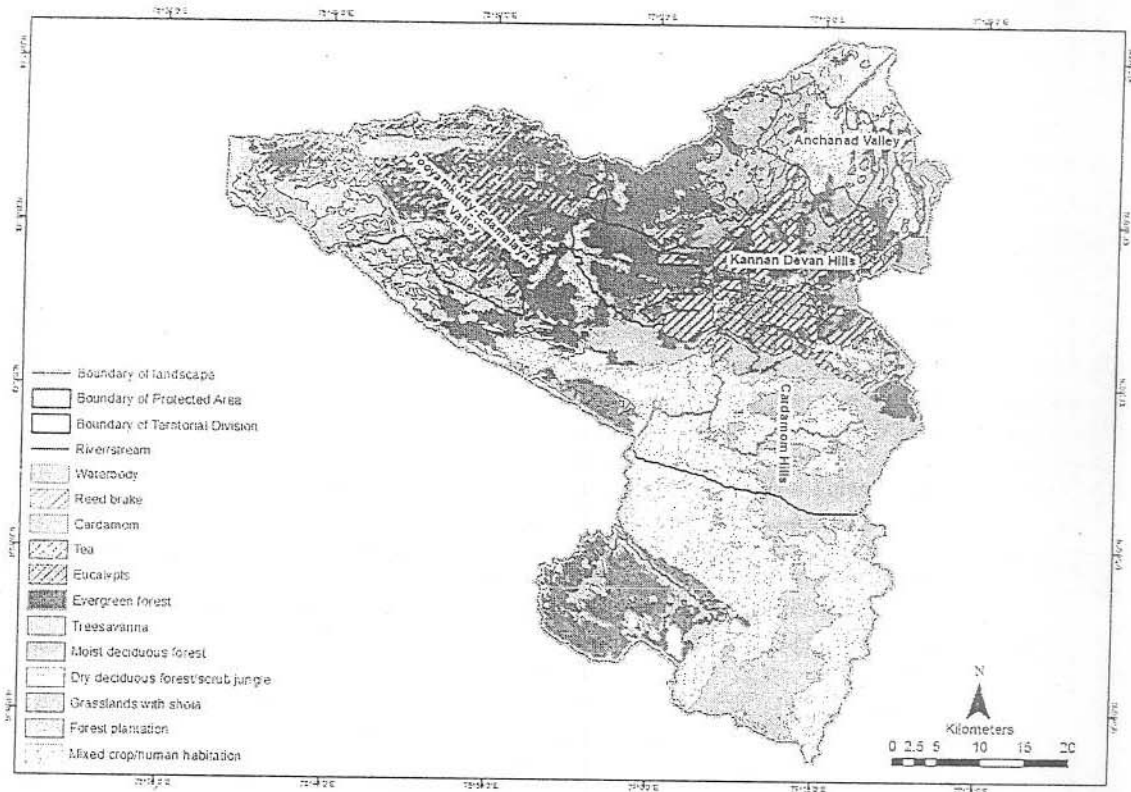 Anchanad Valley
Pooyamkutty-Edamalayar
Valley
Kannan Devan Hills
Cardamom Hills
Boundary of landscape
Boundary of Protected Area
Boundary of Territorial Division
River/stream
Waterbody
Reed brake
Cardamom
Tea
Eucalypts
Evergreen forest
Treesavanna
Moist deciduous forest
Dry deciduous forest/scrub jungle
Grasslands with shola
Forest plantation
Mixed crop/human habitation
N
Kilometers
0 2.5 5 10 15 20